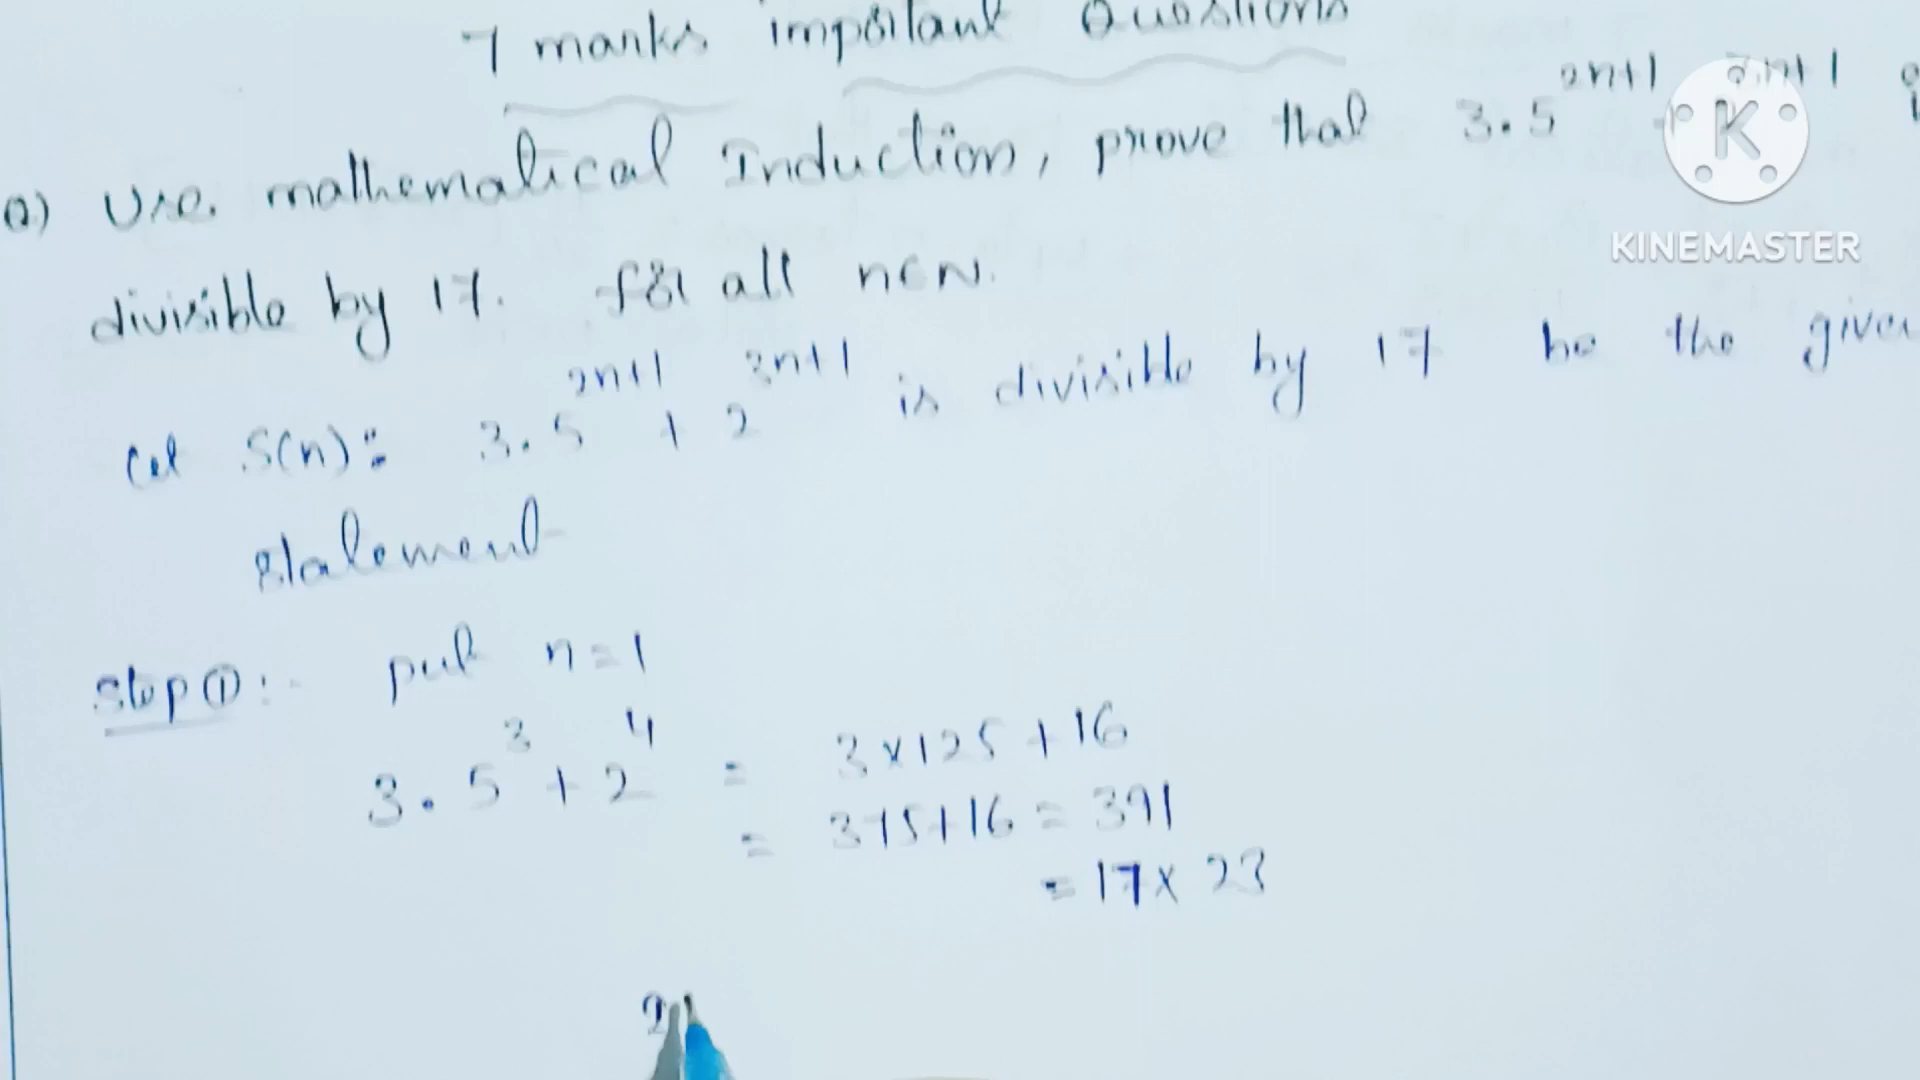 7 marks important Questions
Q) Use mathematical Induction, prove that 3.5^2n+1 + 3n+1
divisible by 17. for all n∈N.
Let S(n): 3.5^2n+1 + 2^3n+1 is divisible by 17 be the given
statement
Step ①:- put n=1
3.5^3 + 2^4 = 3×125+16
= 375+16 = 391
= 17×23
K
KINEMASTER